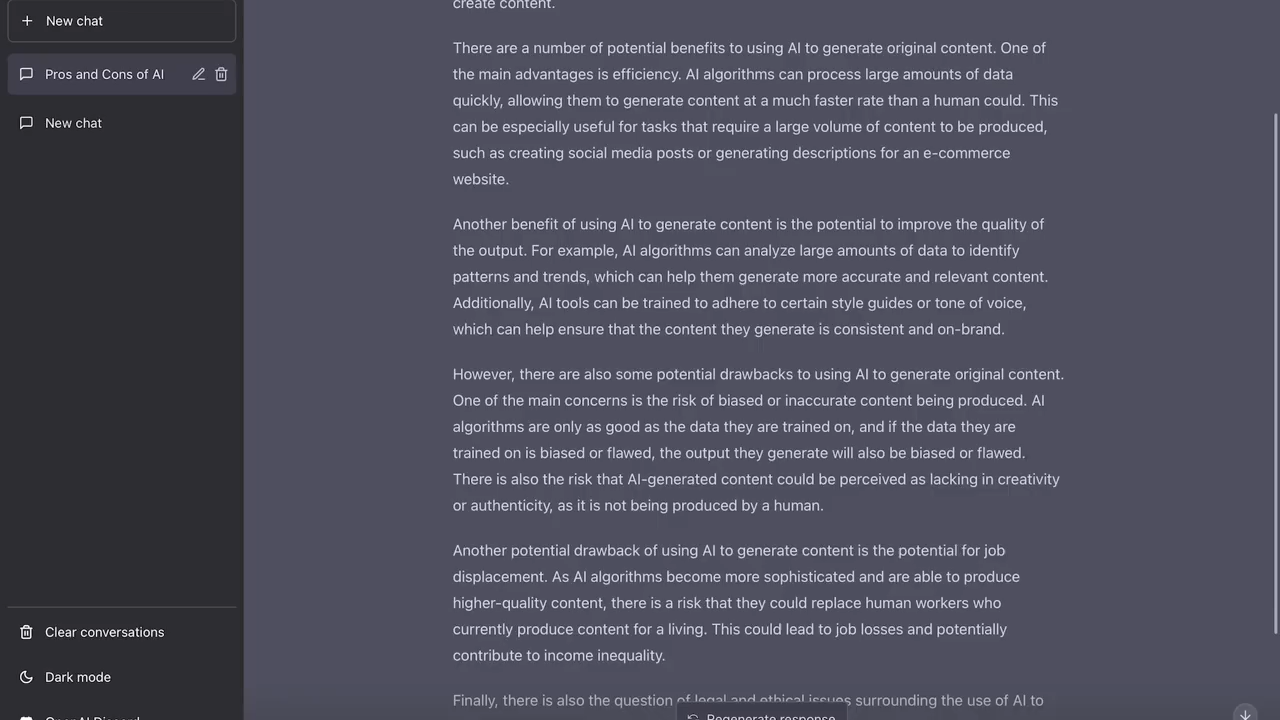 New chat
Pros and Cons of AI
New chat
Clear conversations
Dark mode
OpenAI Discord
create content.
There are a number of potential benefits to using AI to generate original content. One of
the main advantages is efficiency. AI algorithms can process large amounts of data
quickly, allowing them to generate content at a much faster rate than a human could. This
can be especially useful for tasks that require a large volume of content to be produced,
such as creating social media posts or generating descriptions for an e-commerce
website.
Another benefit of using AI to generate content is the potential to improve the quality of
the output. For example, AI algorithms can analyze large amounts of data to identify
patterns and trends, which can help them generate more accurate and relevant content.
Additionally, AI tools can be trained to adhere to certain style guides or tone of voice,
which can help ensure that the content they generate is consistent and on-brand.
However, there are also some potential drawbacks to using AI to generate original content.
One of the main concerns is the risk of biased or inaccurate content being produced. AI
algorithms are only as good as the data they are trained on, and if the data they are
trained on is biased or flawed, the output they generate will also be biased or flawed.
There is also the risk that AI-generated content could be perceived as lacking in creativity
or authenticity, as it is not being produced by a human.
Another potential drawback of using AI to generate content is the potential for job
displacement. As AI algorithms become more sophisticated and are able to produce
higher-quality content, there is a risk that they could replace human workers who
currently produce content for a living. This could lead to job losses and potentially
contribute to income inequality.
Finally, there is also the question of legal and ethical issues surrounding the use of AI to
Regenerate response